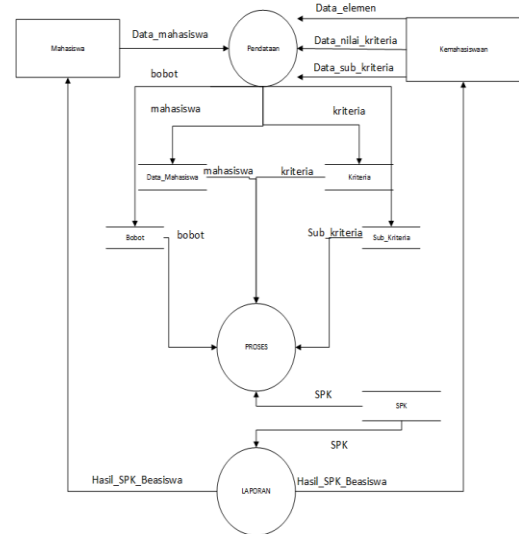 Data_elemen
Mahasiswa
Data_mahasiswa
Pendataan
Data_nilai_kriteria
Kemahasiswaan
Data_sub_kriteria
bobot
mahasiswa
kriteria
Data_Mahasiswa
mahasiswa
kriteria
Kriteria
Bobot
bobot
Sub_kriteria
Sub_Kriteria
PROSES
SPK
SPK
SPK
Hasil_SPK_Beasiswa
LAPORAN
Hasil_SPK_Beasiswa